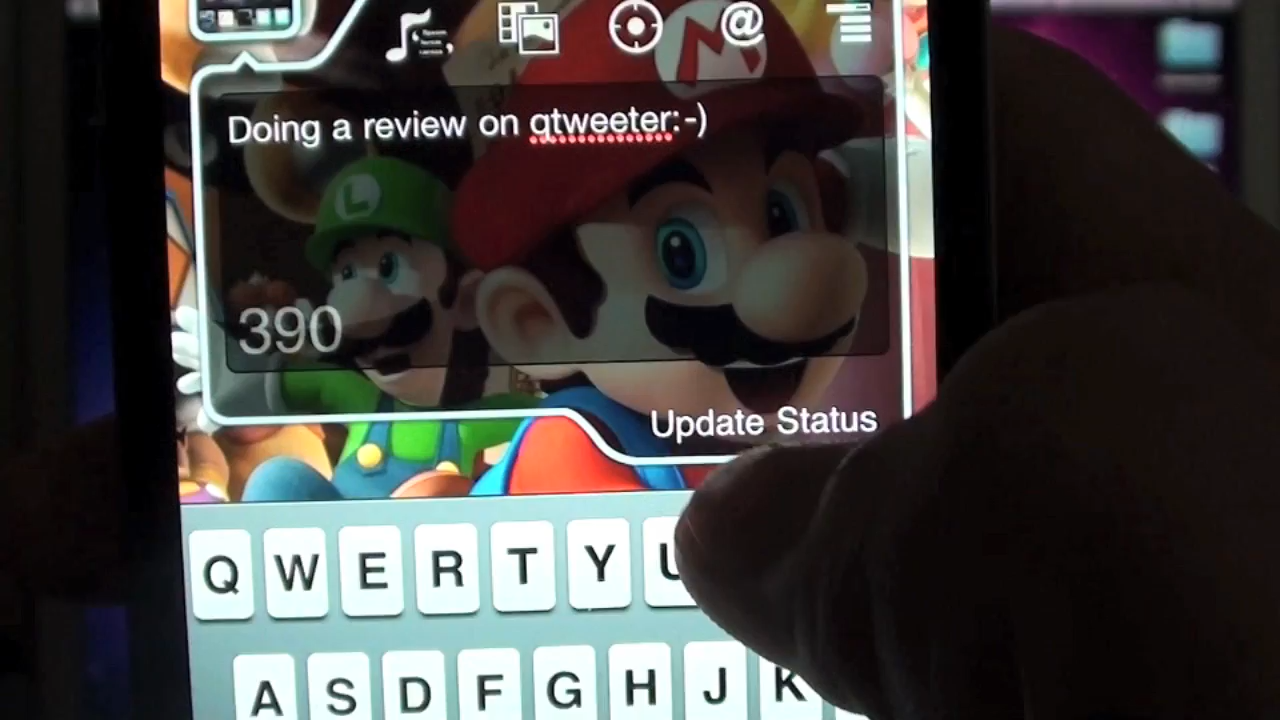 @
M
Doing a review on qtweeter:-)
L
390
Update Status
Q W E R T Y U
A S D F G H J K